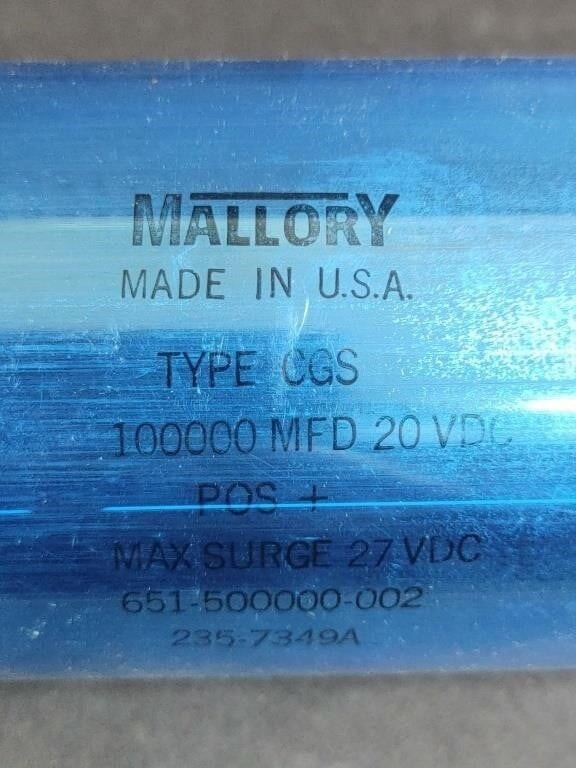 MALLORY
MADE IN U.S.A.
TYPE CGS
100000 MFD 20 VDC
POS +
MAX SURGE 27 VDC
651-500000-002
235-7349A